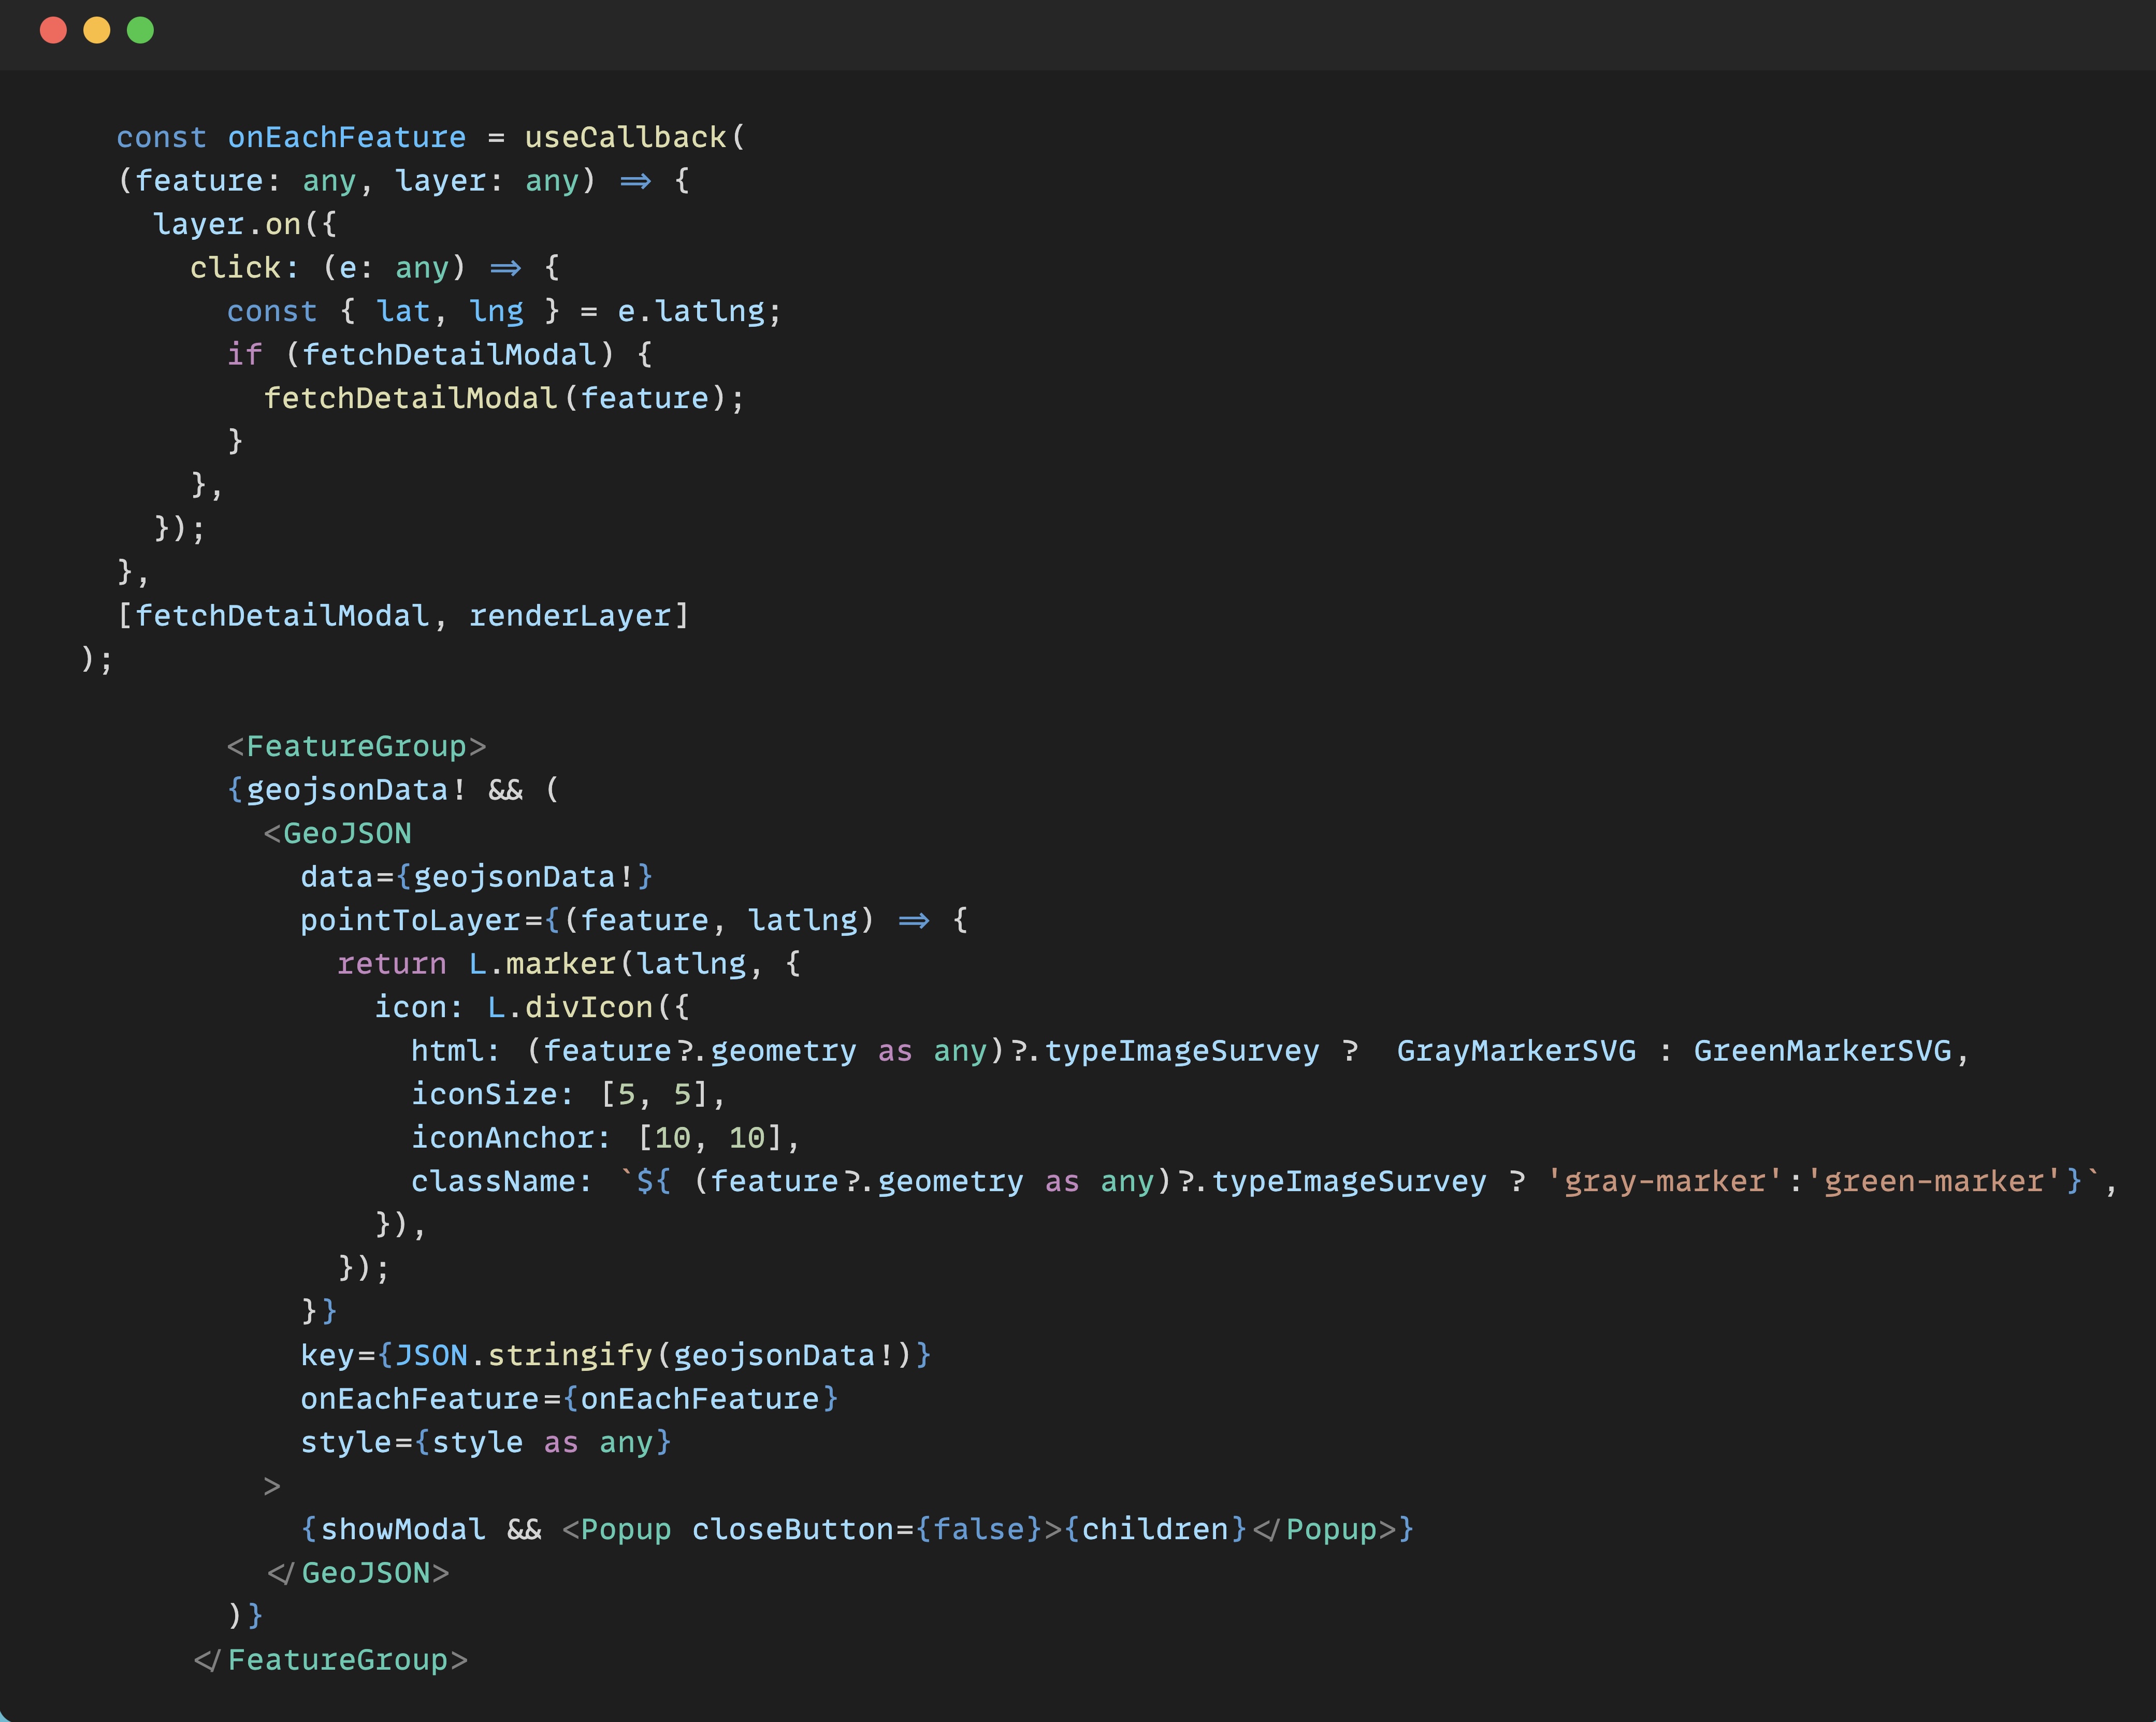 const onEachFeature = useCallback(
(feature: any, layer: any) => {
layer.on({
click: (e: any) => {
const { lat, lng } = e.latlng;
if (fetchDetailModal) {
fetchDetailModal(feature);
}
},
});
},
[fetchDetailModal, renderLayer]
);
<FeatureGroup>
{geojsonData! && (
<GeoJSON
data={geojsonData!}
pointToLayer={(feature, latlng) => {
return L.marker(latlng, {
icon: L.divIcon({
html: (feature?.geometry as any)?.typeImageSurvey ?  GrayMarkerSVG : GreenMarkerSVG,
iconSize: [5, 5],
iconAnchor: [10, 10],
className: `${ (feature?.geometry as any)?.typeImageSurvey ? 'gray-marker':'green-marker'}`,
}),
});
}}
key={JSON.stringify(geojsonData!)}
onEachFeature={onEachFeature}
style={style as any}
>
{showModal && <Popup closeButton={false}>{children}</Popup>}
</GeoJSON>
)}
</FeatureGroup>